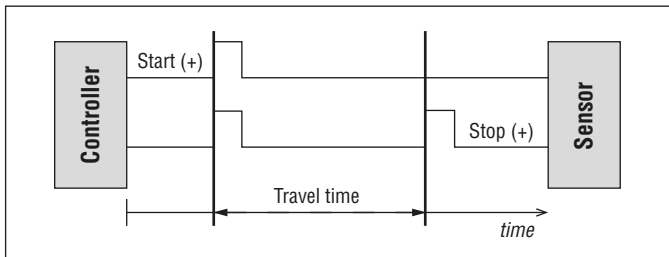 Controller
Start (+)
Stop (+)
Sensor
Travel time
time